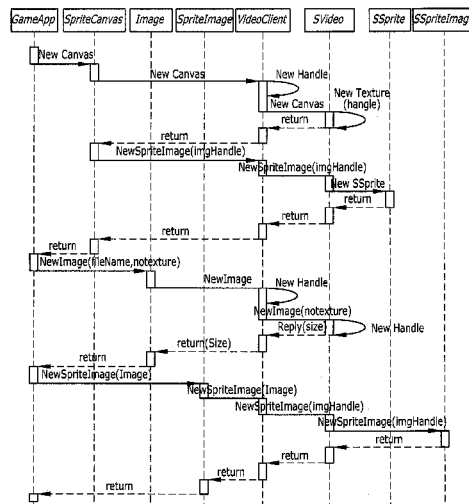 GameApp SpriteCanvas Image SpriteImage VideoClient SVideo SSprite SSpriteImag
New Canvas
New Canvas
New Handle
New Canvas
New Texture
(hangle)
return
return
NewSpriteImage(imgHandle)
NewSpriteImage(imgHandle)
New SSprite
return
return
return
return
NewImage(fileName,notexture)
NewImage
New Handle
NewImage(notexture)
Reply(size)
New Handle
return(Size)
return
NewSpriteImage(Image)
NewSpriteImage(Image)
NewSpriteImage(imgHandle)
NewSpriteImage(imgHandle)
return
return
return
return